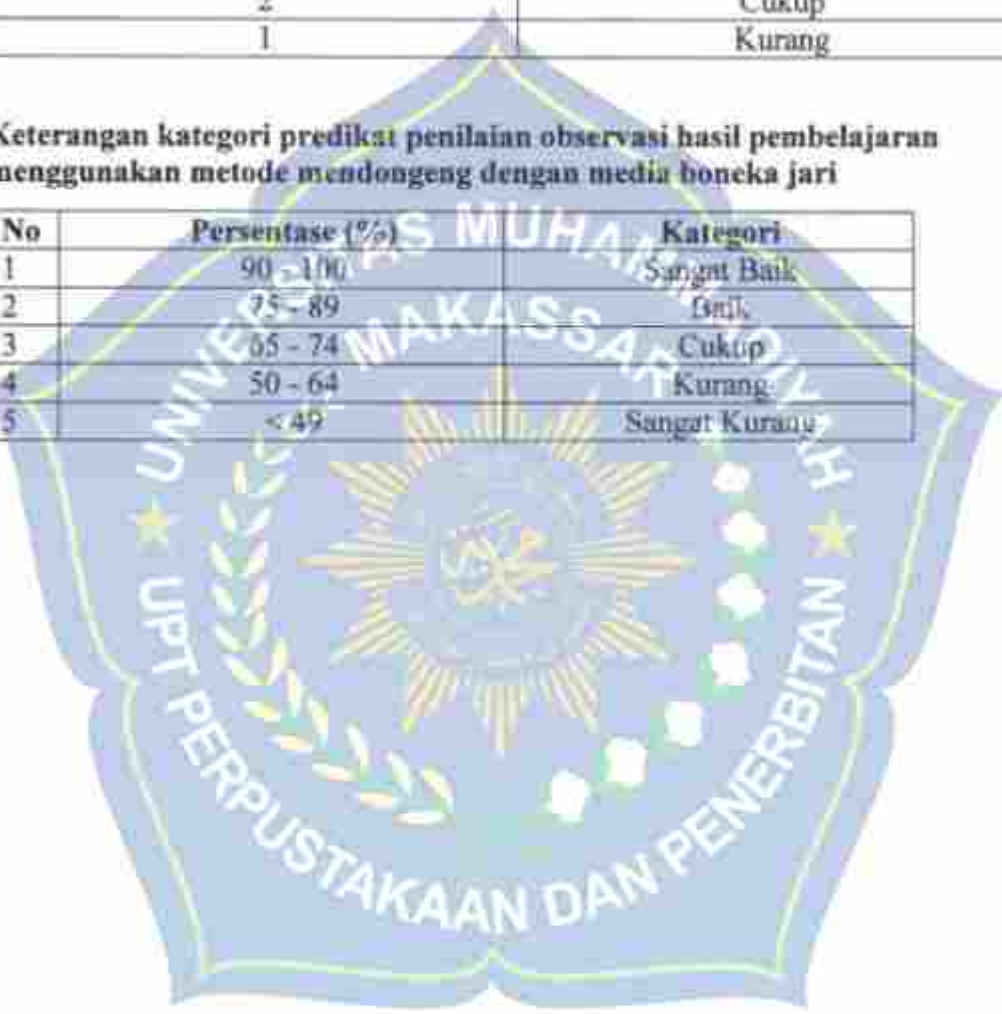 2 Cukup
1 Kurang
Keterangan kategori predikat penilaian observasi hasil pembelajaran
menggunakan metode mendongeng dengan media boneka jari
No Persentase (%) Kategori
1 90 - 100 Sangat Baik
2 75 - 89 Baik
3 65 - 74 Cukup
4 50 - 64 Kurang
5 < 49 Sangat Kurang
UNIVERSITAS MUHAMMADIYAH
MAKASSAR
UPT PERPUSTAKAAN DAN PENERBITAN